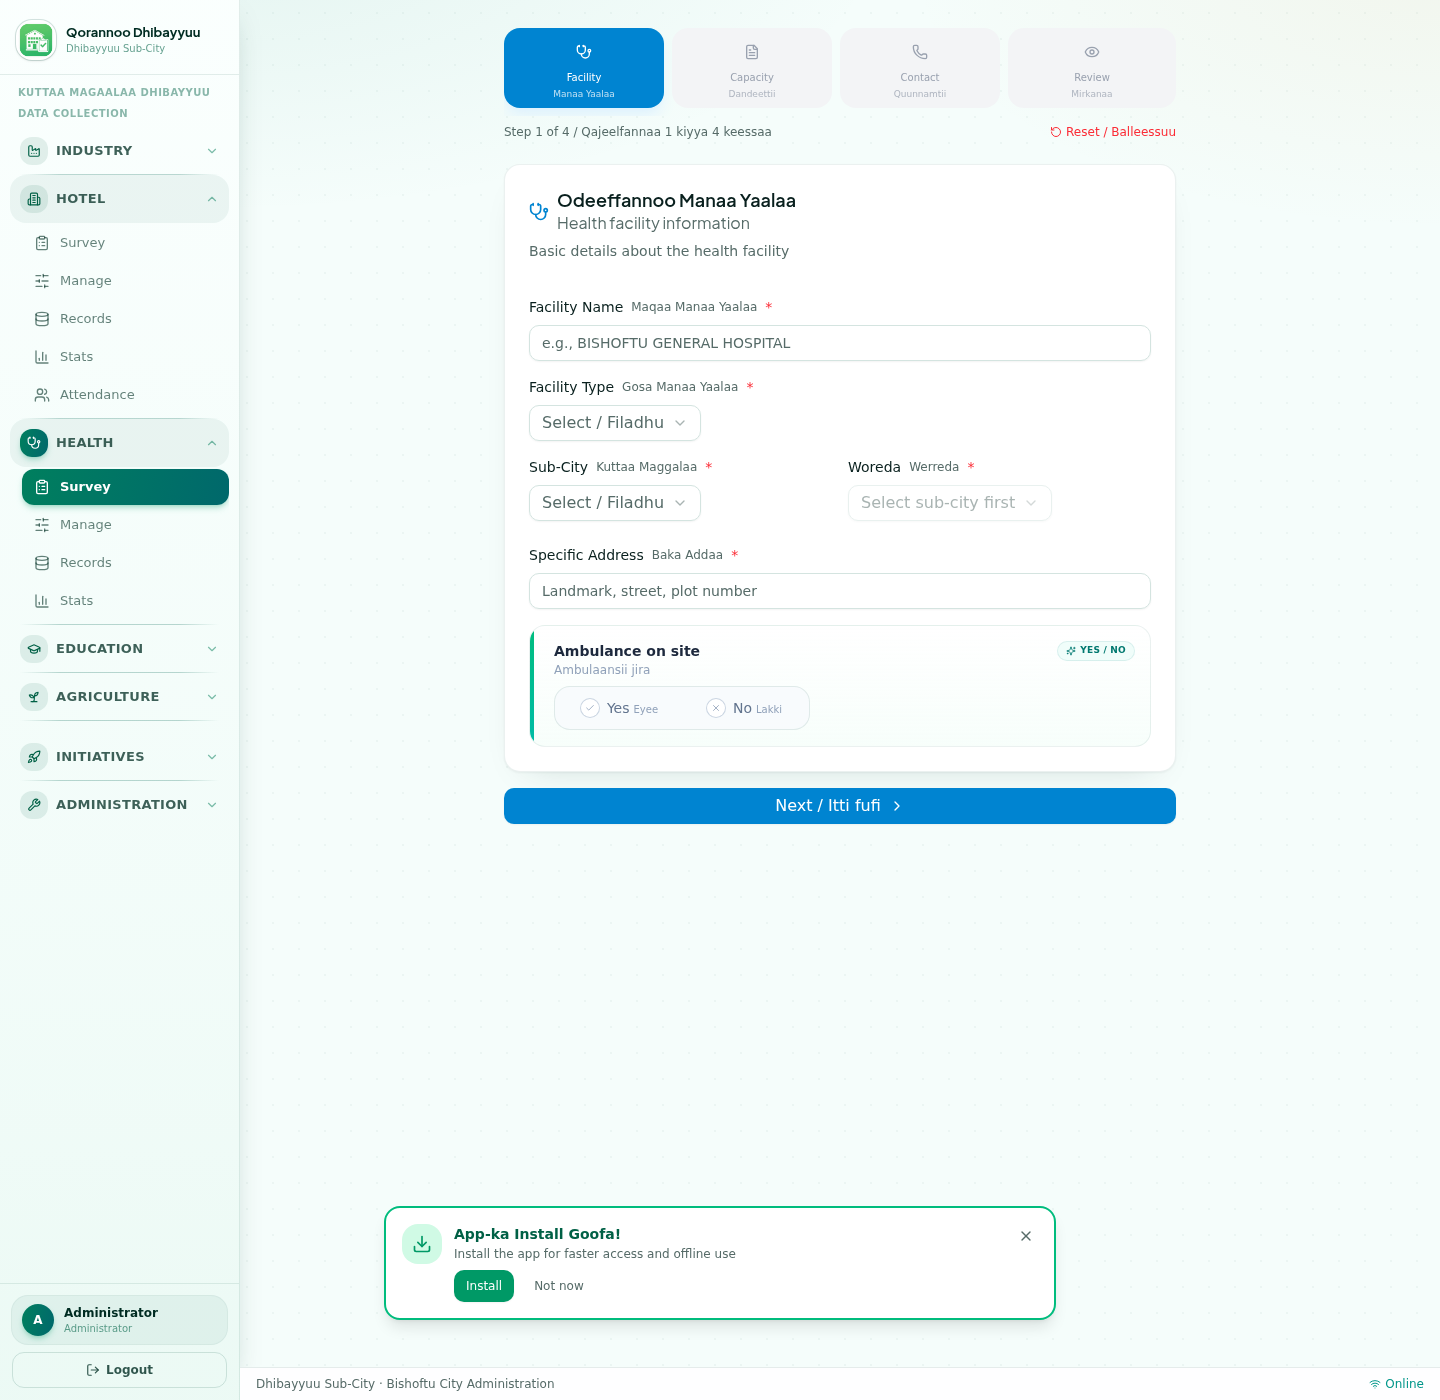 Qorannoo Dhibayyuu
Dhibayyuu Sub-City
KUTTAA MAGAALAA DHIBAYYUU
DATA COLLECTION
INDUSTRY
HOTEL
Survey
Manage
Records
Stats
Attendance
HEALTH
Survey
Manage
Records
Stats
EDUCATION
AGRICULTURE
INITIATIVES
ADMINISTRATION
A
Administrator
Administrator
Logout
Facility
Manaa Yaalaa
Capacity
Dandeettii
Contact
Quunnamtii
Review
Mirkanaa
Step 1 of 4 / Qajeelfannaa 1 kiyya 4 keessaa
Reset / Balleessuu
Odeeffannoo Manaa Yaalaa
Health facility information
Basic details about the health facility
Facility Name Maqaa Manaa Yaalaa *
e.g., BISHOFTU GENERAL HOSPITAL
Facility Type Gosa Manaa Yaalaa *
Select / Filadhu
Sub-City Kuttaa Maggalaa *
Select / Filadhu
Woreda Werreda *
Select sub-city first
Specific Address Baka Addaa *
Landmark, street, plot number
Ambulance on site
YES / NO
Ambulaansii jira
Yes Eyee
No Lakki
Next / Itti fufi
App-ka Install Goofa!
Install the app for faster access and offline use
Install
Not now
Dhibayyuu Sub-City · Bishoftu City Administration
Online